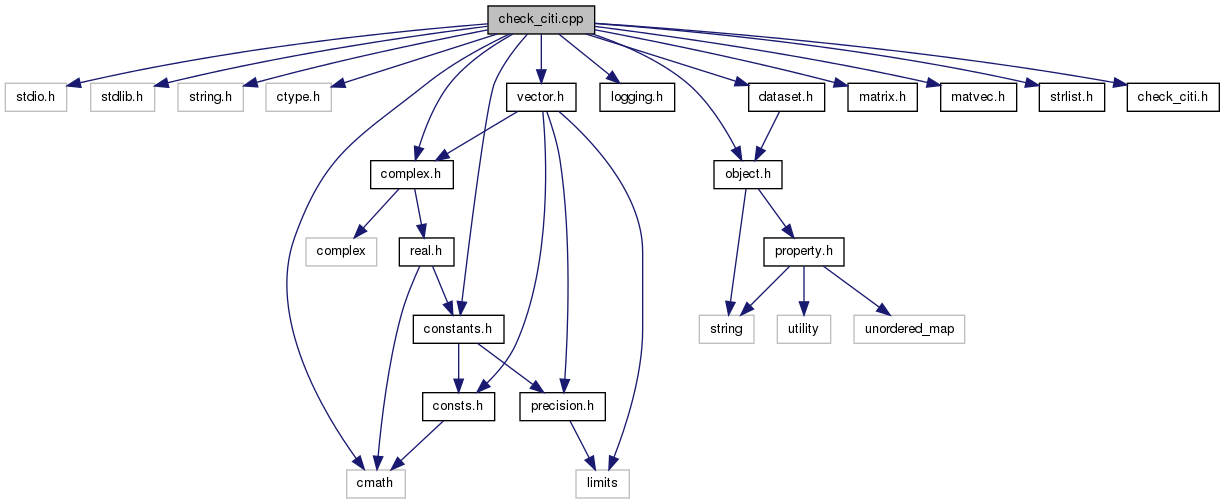 check_citi.cpp
stdio.h
stdlib.h
string.h
ctype.h
vector.h
logging.h
dataset.h
matrix.h
matvec.h
strlist.h
check_citi.h
complex.h
object.h
complex
real.h
property.h
constants.h
string
utility
unordered_map
consts.h
precision.h
cmath
limits